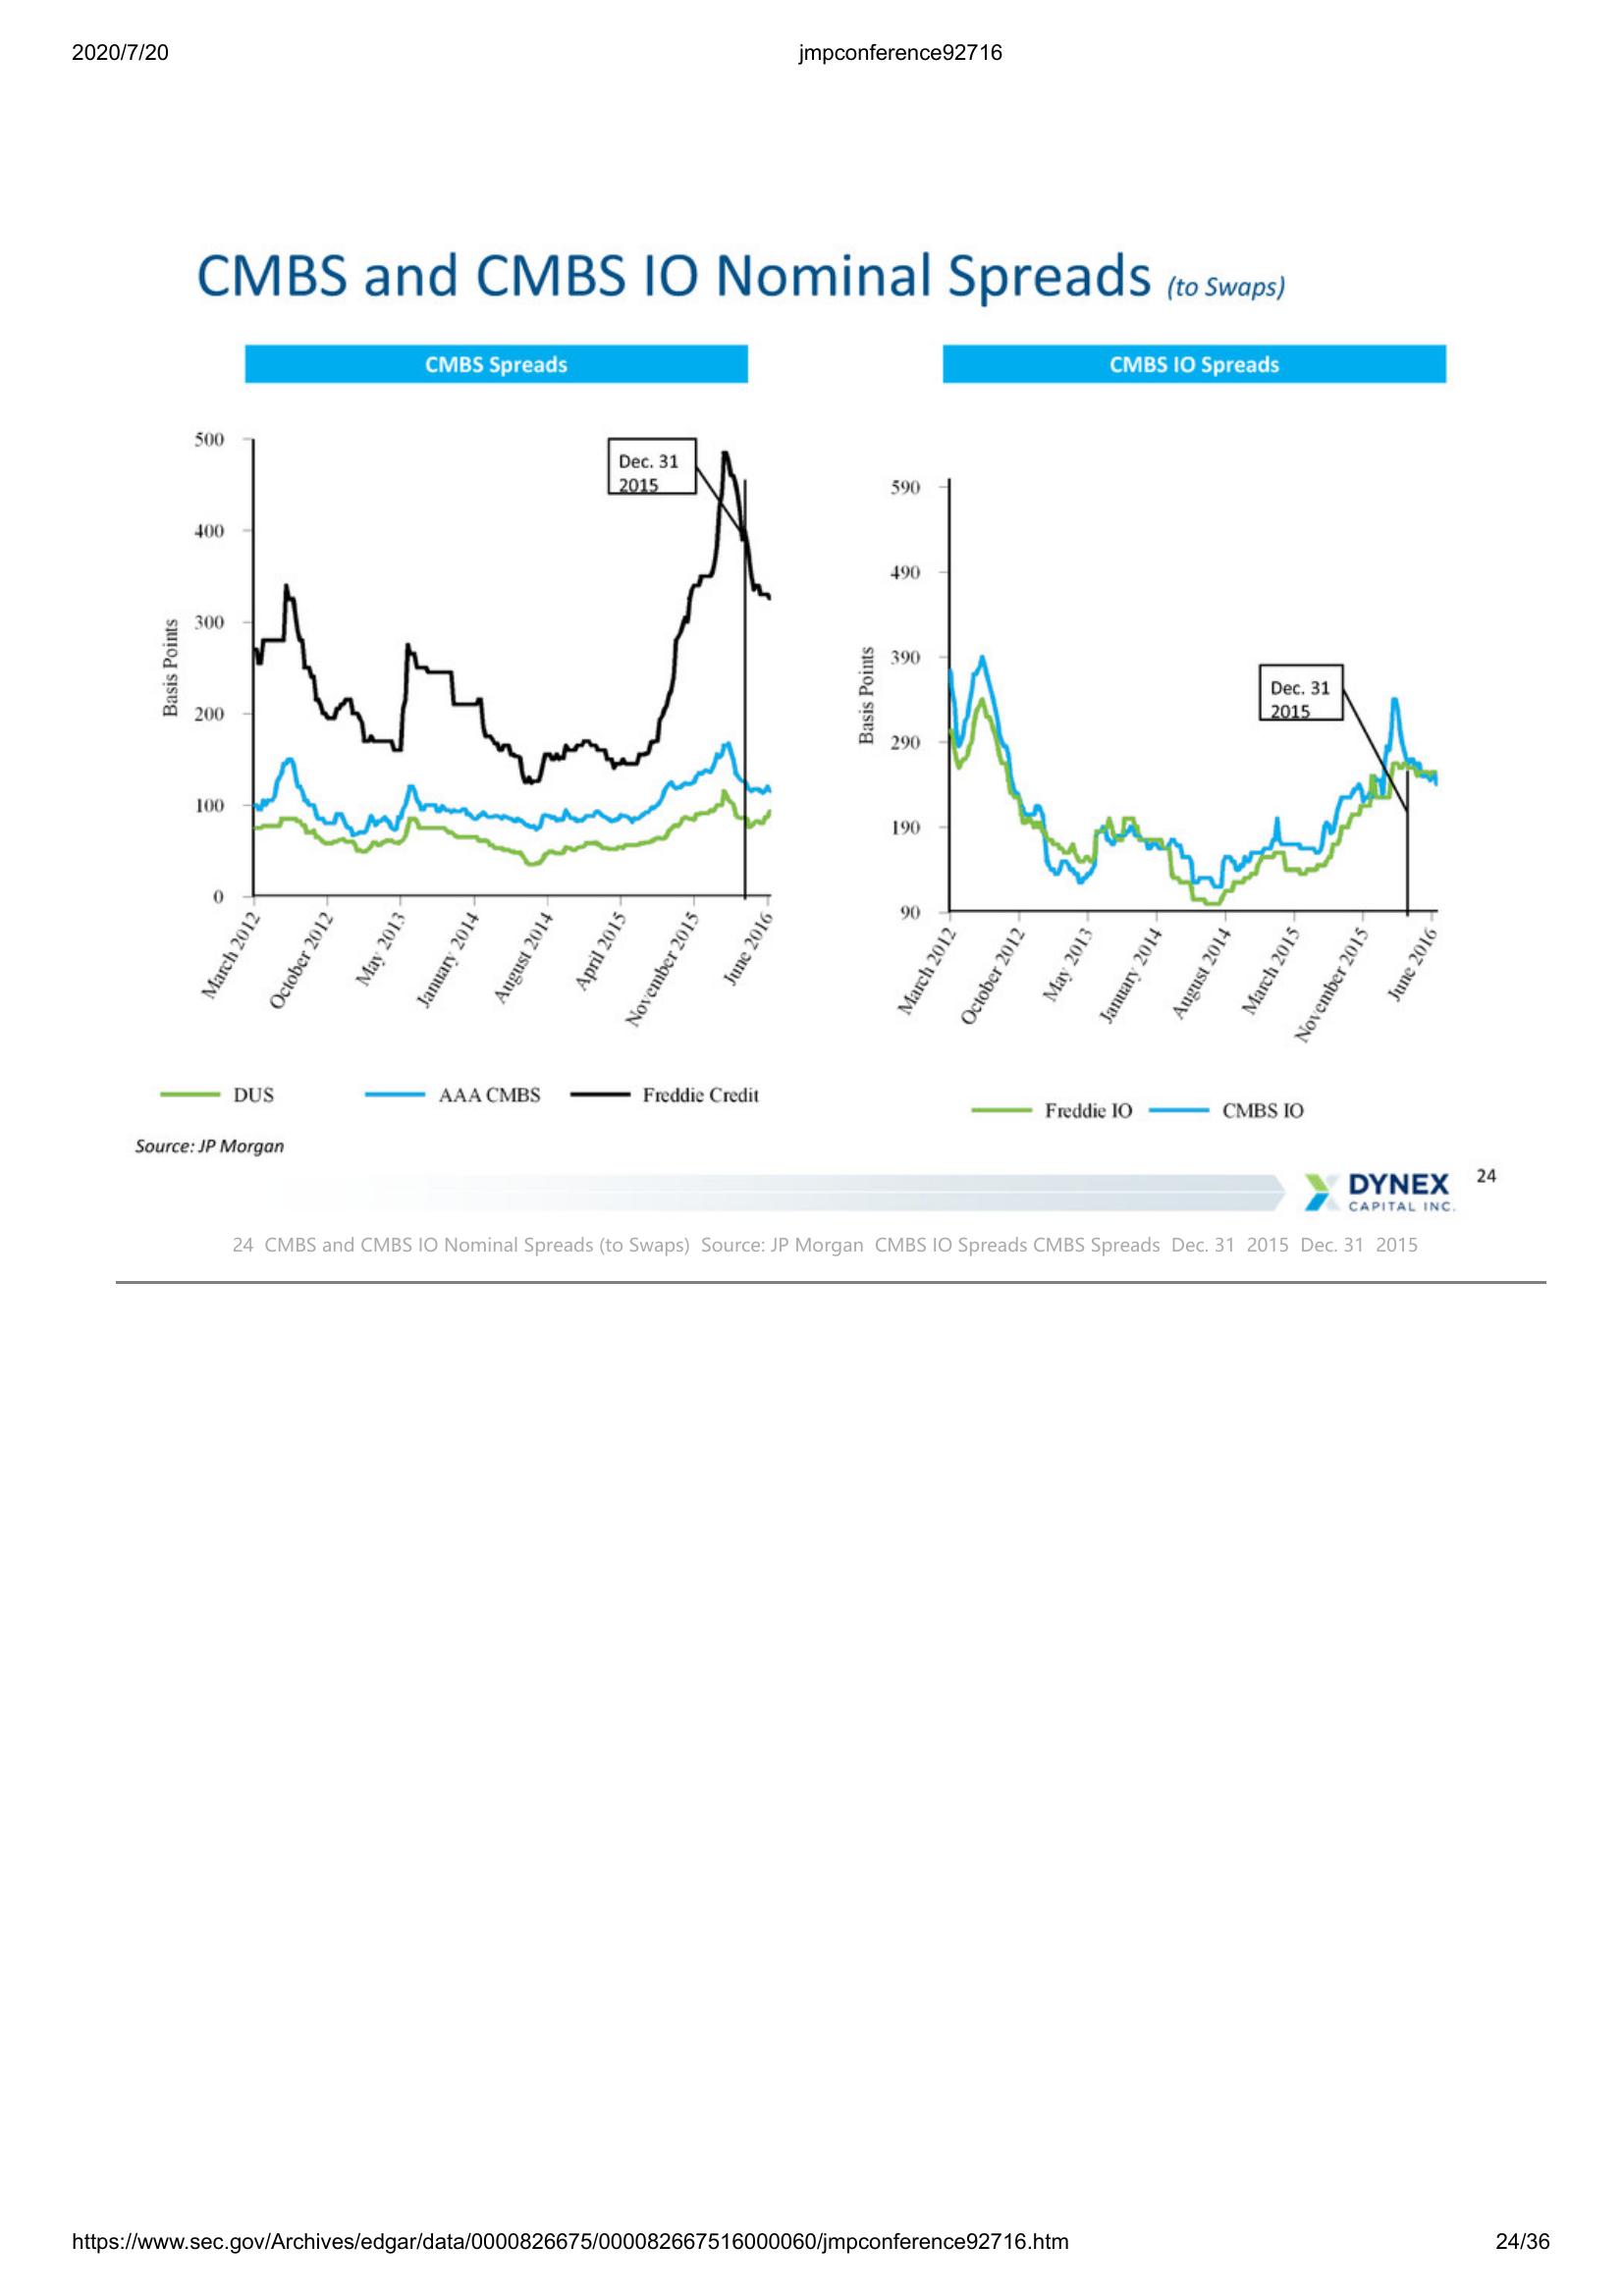 2020/7/20 jmpconference92716
CMBS and CMBS IO Nominal Spreads (to Swaps)
CMBS Spreads
CMBS IO Spreads
500
400
300
200
100
0
Basis Points
Dec. 31
2015
March 2012
October 2012
May 2013
January 2014
August 2014
April 2015
November 2015
June 2016
DUS AAA CMBS Freddie Credit
590
490
390
290
190
90
Basis Points
Dec. 31
2015
March 2012
October 2012
May 2013
January 2014
August 2014
March 2015
November 2015
June 2016
Freddie IO CMBS IO
Source: JP Morgan
DYNEX
CAPITAL INC.
24
24 CMBS and CMBS IO Nominal Spreads (to Swaps) Source: JP Morgan CMBS IO Spreads CMBS Spreads Dec. 31 2015 Dec. 31 2015
https://www.sec.gov/Archives/edgar/data/0000826675/000082667516000060/jmpconference92716.htm 24/36